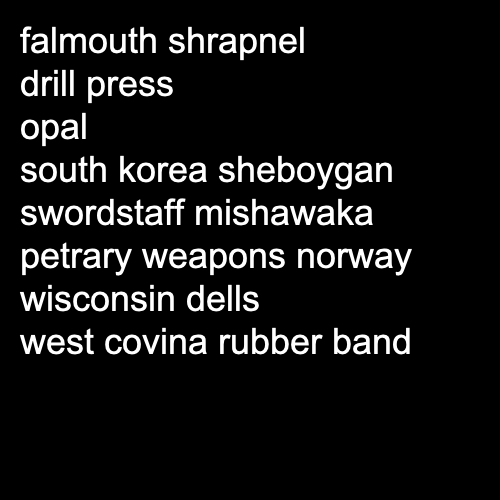 falmouth shrapnel
drill press
opal
south korea sheboygan
swordstaff mishawaka
petrary weapons norway
wisconsin dells
west covina rubber band